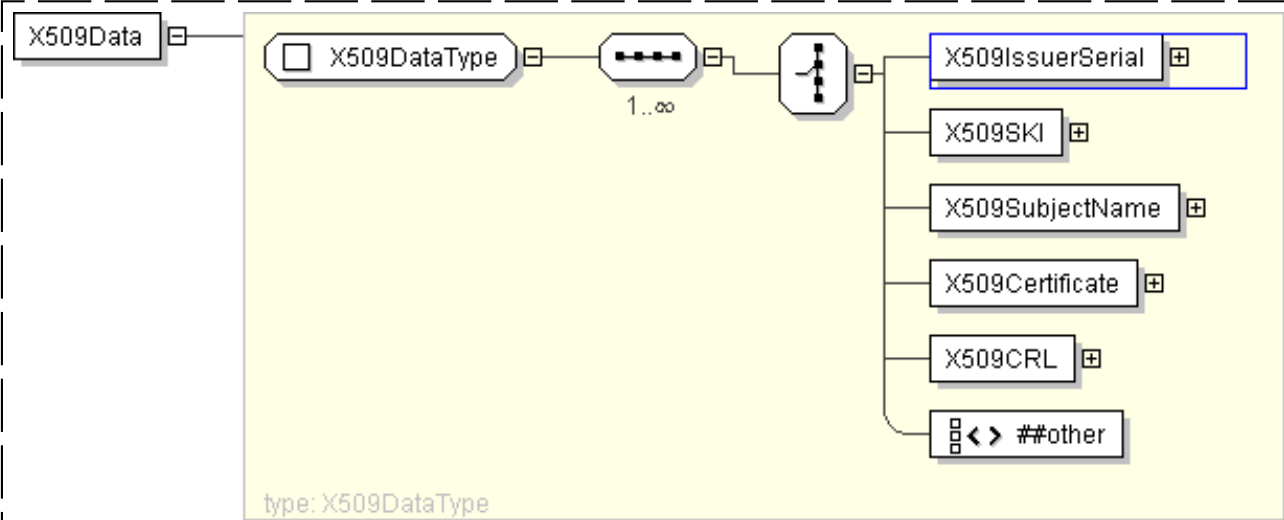 X509Data
X509DataType
1..∞
X509IssuerSerial
X509SKI
X509SubjectName
X509Certificate
X509CRL
##other
type: X509DataType